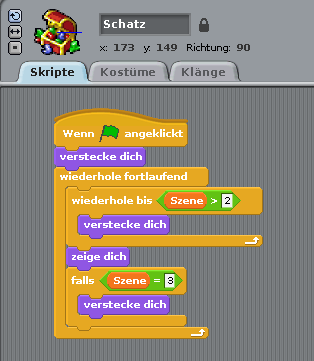 Schatz
x: 173 y: 149 Richtung: 90
Skripte Kostüme Klänge
Wenn angeklickt
verstecke dich
wiederhole fortlaufend
wiederhole bis Szene > 2
verstecke dich
zeige dich
falls Szene = 3
verstecke dich